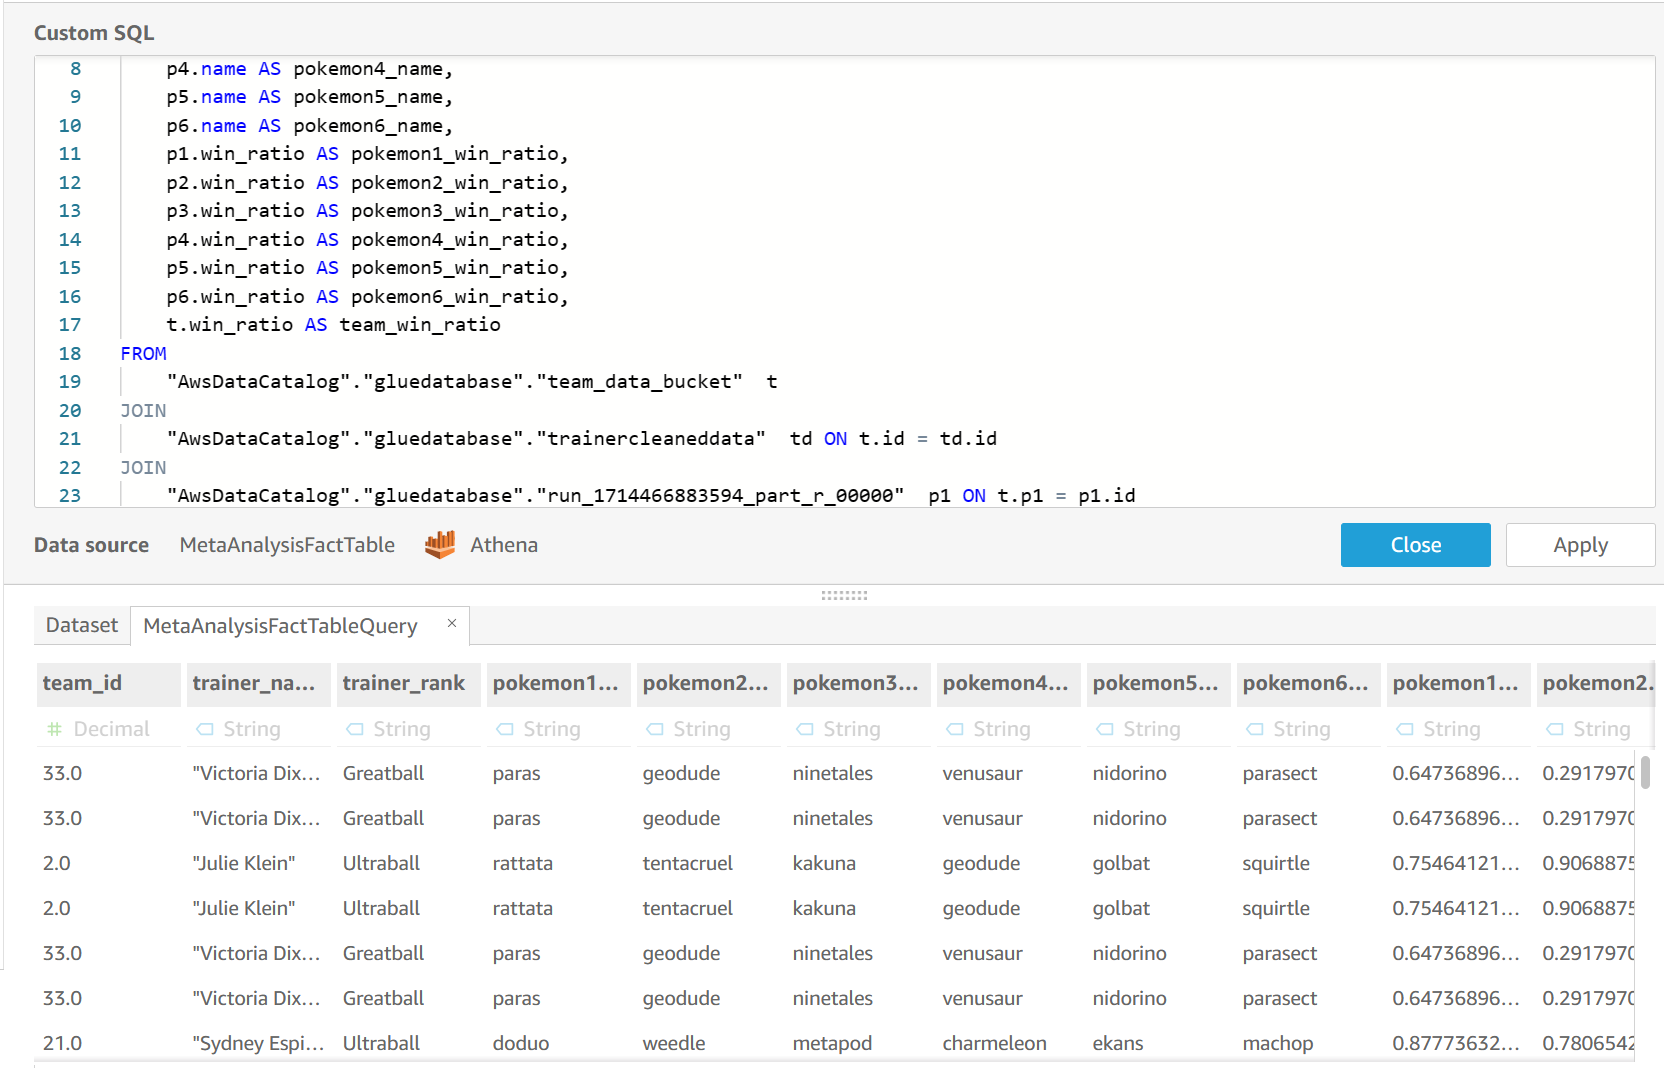 Custom SQL
8 p4.name AS pokemon4_name,
9 p5.name AS pokemon5_name,
10 p6.name AS pokemon6_name,
11 p1.win_ratio AS pokemon1_win_ratio,
12 p2.win_ratio AS pokemon2_win_ratio,
13 p3.win_ratio AS pokemon3_win_ratio,
14 p4.win_ratio AS pokemon4_win_ratio,
15 p5.win_ratio AS pokemon5_win_ratio,
16 p6.win_ratio AS pokemon6_win_ratio,
17 t.win_ratio AS team_win_ratio
18 FROM
19 "AwsDataCatalog"."gluedatabase"."team_data_bucket" t
20 JOIN
21 "AwsDataCatalog"."gluedatabase"."trainercleaneddata" td ON t.id = td.id
22 JOIN
23 "AwsDataCatalog"."gluedatabase"."run_1714466883594_part_r_00000" p1 ON t.p1 = p1.id
Data source MetaAnalysisFactTable Athena Close Apply
Dataset MetaAnalysisFactTableQuery ×
team_id trainer_na... trainer_rank pokemon1... pokemon2... pokemon3... pokemon4... pokemon5... pokemon6... pokemon1... pokemon2.
# Decimal String String String String String String String String String String
33.0 "Victoria Dix... Greatball paras geodude ninetales venusaur nidorino parasect 0.64736896... 0.2917970
33.0 "Victoria Dix... Greatball paras geodude ninetales venusaur nidorino parasect 0.64736896... 0.2917970
2.0 "Julie Klein" Ultraball rattata tentacruel kakuna geodude golbat squirtle 0.75464121... 0.9068875
2.0 "Julie Klein" Ultraball rattata tentacruel kakuna geodude golbat squirtle 0.75464121... 0.9068875
33.0 "Victoria Dix... Greatball paras geodude ninetales venusaur nidorino parasect 0.64736896... 0.2917970
33.0 "Victoria Dix... Greatball paras geodude ninetales venusaur nidorino parasect 0.64736896... 0.2917970
21.0 "Sydney Espi... Ultraball doduo weedle metapod charmeleon ekans machop 0.87773632... 0.7806542